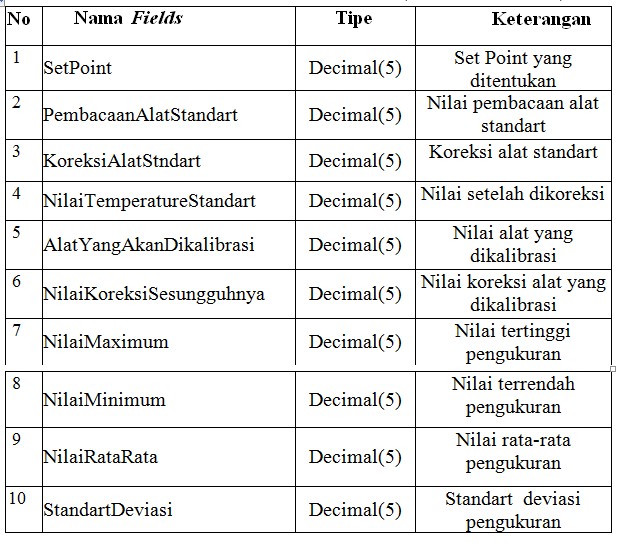 No Nama Fields Tipe Keterangan
1 SetPoint Decimal(5) Set Point yang
ditentukan
2 PembacaanAlatStandart Decimal(5) Nilai pembacaan alat
standart
3 KoreksiAlatStndart Decimal(5) Koreksi alat standart
4 NilaiTemperatureStandart Decimal(5) Nilai setelah dikoreksi
5 AlatYangAkanDikalibrasi Decimal(5) Nilai alat yang
dikalibrasi
6 NilaiKoreksiSesungguhnya Decimal(5) Nilai koreksi alat yang
dikalibrasi
7 NilaiMaximum Decimal(5) Nilai tertinggi
pengukuran
8 NilaiMinimum Decimal(5) Nilai terrendah
pengukuran
9 NilaiRataRata Decimal(5) Nilai rata-rata
pengukuran
10 StandartDeviasi Decimal(5) Standart deviasi
pengukuran